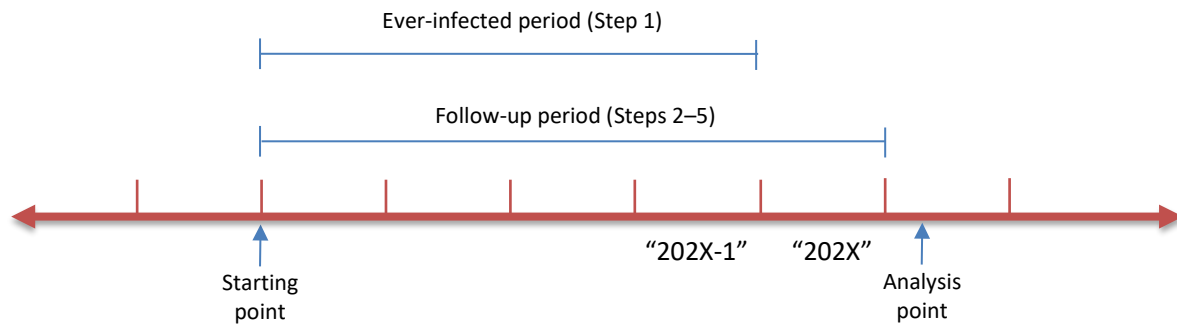 Ever-infected period (Step 1)
Follow-up period (Steps 2–5)
“202X-1”
“202X”
Starting
point
Analysis
point